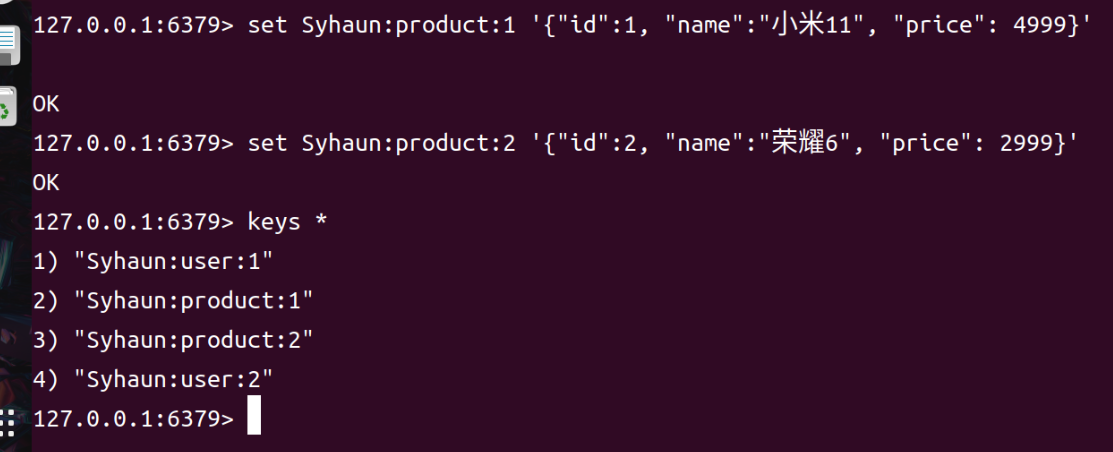 127.0.0.1:6379> set Syhaun:product:1 '{"id":1, "name":"小米11", "price": 4999}'
OK
127.0.0.1:6379> set Syhaun:product:2 '{"id":2, "name":"荣耀6", "price": 2999}'
OK
127.0.0.1:6379> keys *
1) "Syhaun:user:1"
2) "Syhaun:product:1"
3) "Syhaun:product:2"
4) "Syhaun:user:2"
127.0.0.1:6379>